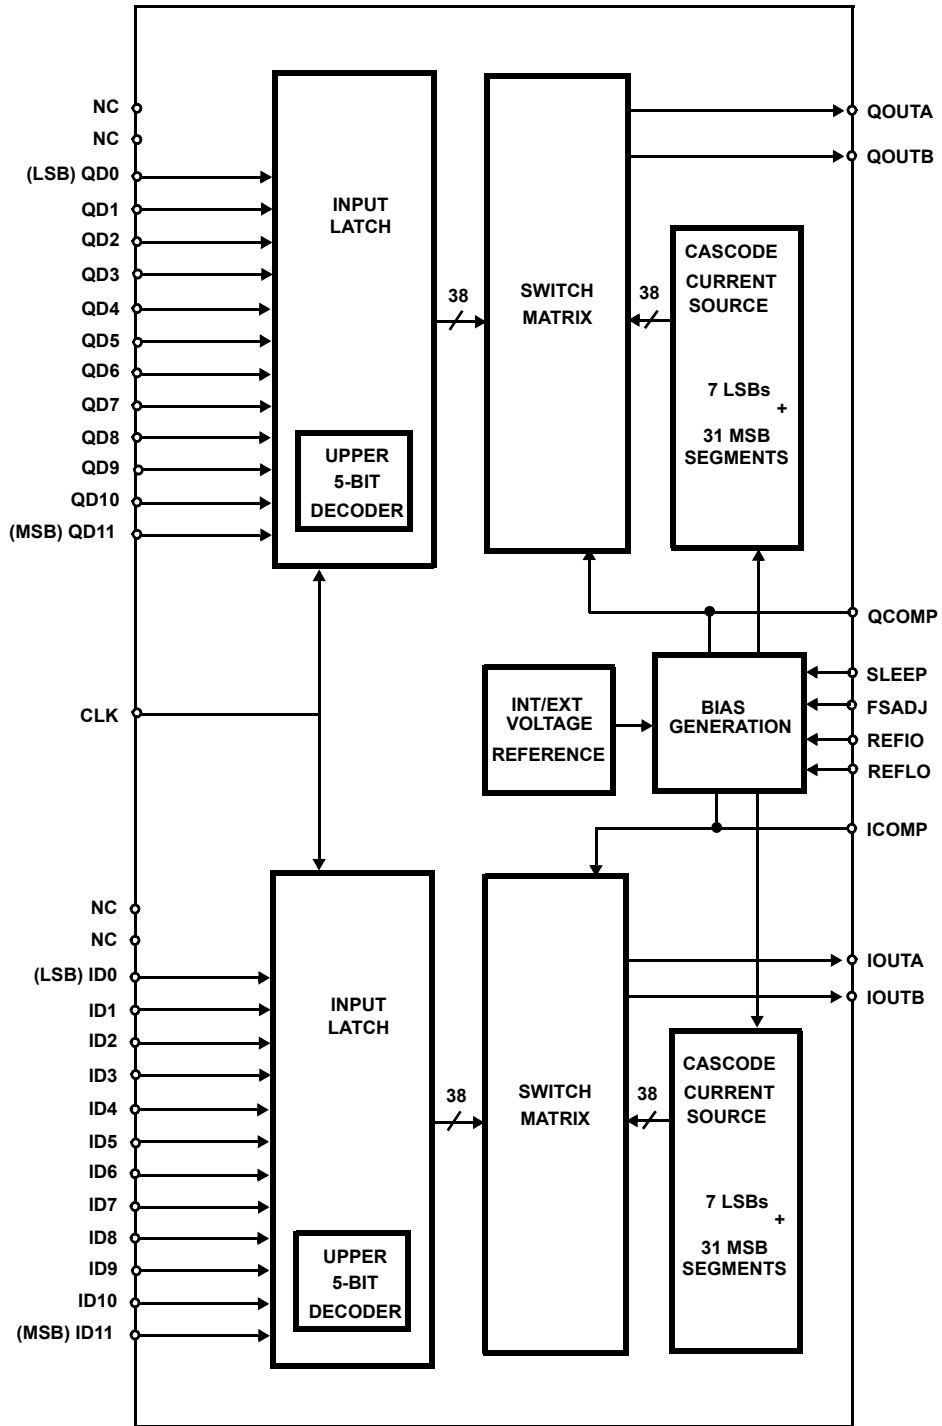 NC
NC
(LSB) QD0
QD1
QD2
QD3
QD4
QD5
QD6
QD7
QD8
QD9
QD10
(MSB) QD11
INPUT
LATCH
UPPER
5-BIT
DECODER
38
SWITCH
MATRIX
38
CASCODE
CURRENT
SOURCE
7 LSBs
+
31 MSB
SEGMENTS
QOUTA
QOUTB
QCOMP
SLEEP
FSADJ
REFIO
REFLO
ICOMP
CLK
INT/EXT
VOLTAGE
REFERENCE
BIAS
GENERATION
NC
NC
(LSB) ID0
ID1
ID2
ID3
ID4
ID5
ID6
ID7
ID8
ID9
ID10
(MSB) ID11
INPUT
LATCH
UPPER
5-BIT
DECODER
38
SWITCH
MATRIX
38
CASCODE
CURRENT
SOURCE
7 LSBs
+
31 MSB
SEGMENTS
IOUTA
IOUTB